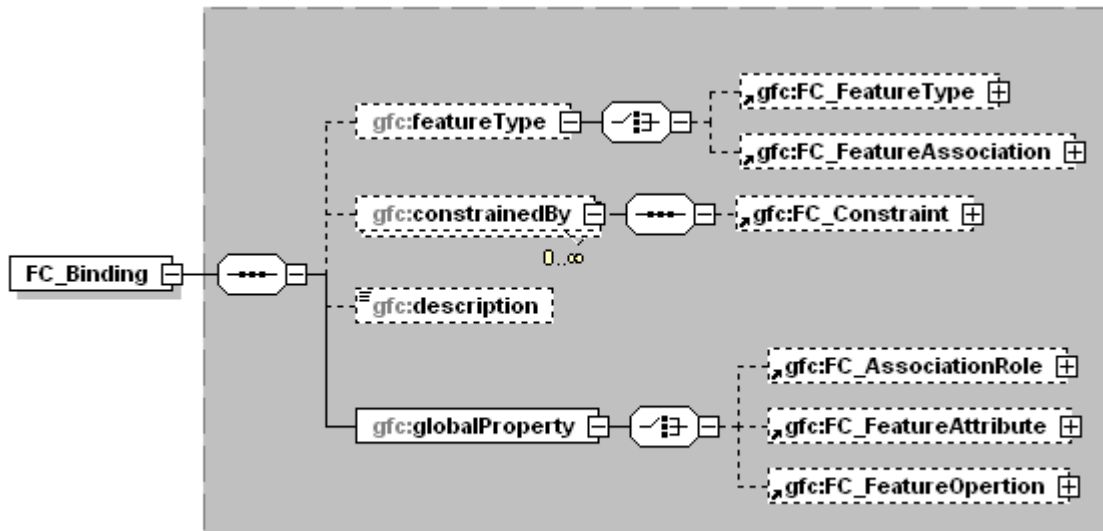 gfc:FC_FeatureType
gfc:featureType
gfc:FC_FeatureAssociation
gfc:constrainedBy
gfc:FC_Constraint
0..∞
FC_Binding
gfc:description
gfc:FC_AssociationRole
gfc:globalProperty
gfc:FC_FeatureAttribute
gfc:FC_FeatureOpertion